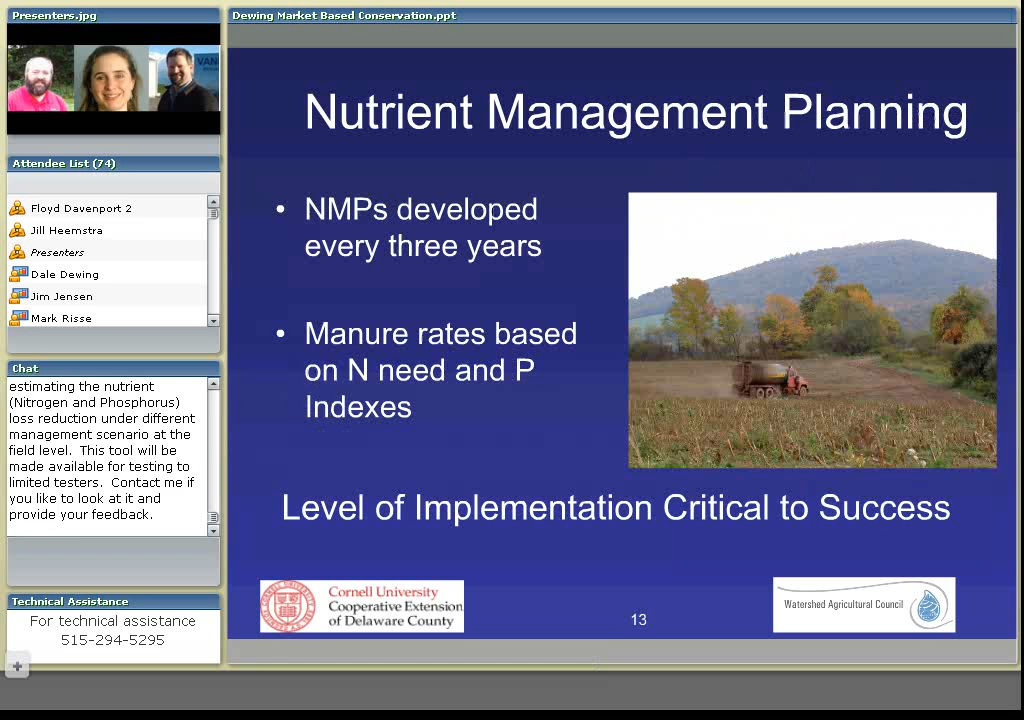 Presenters.jpg
Attendee List (74)
Floyd Davenport 2
Jill Heemstra
Presenters
Dale Dewing
Jim Jensen
Mark Risse
Chat
estimating the nutrient
(Nitrogen and Phosphorus)
loss reduction under different
management scenario at the
field level.  This tool will be
made available for testing to
limited testers.  Contact me if
you like to look at it and
provide your feedback.
Technical Assistance
For technical assistance
515-294-5295
Dewing Market Based Conservation.ppt
Nutrient Management Planning
• NMPs developed
every three years
• Manure rates based
on N need and P
Indexes
Level of Implementation Critical to Success
Cornell University
Cooperative Extension
of Delaware County
13
Watershed Agricultural Council